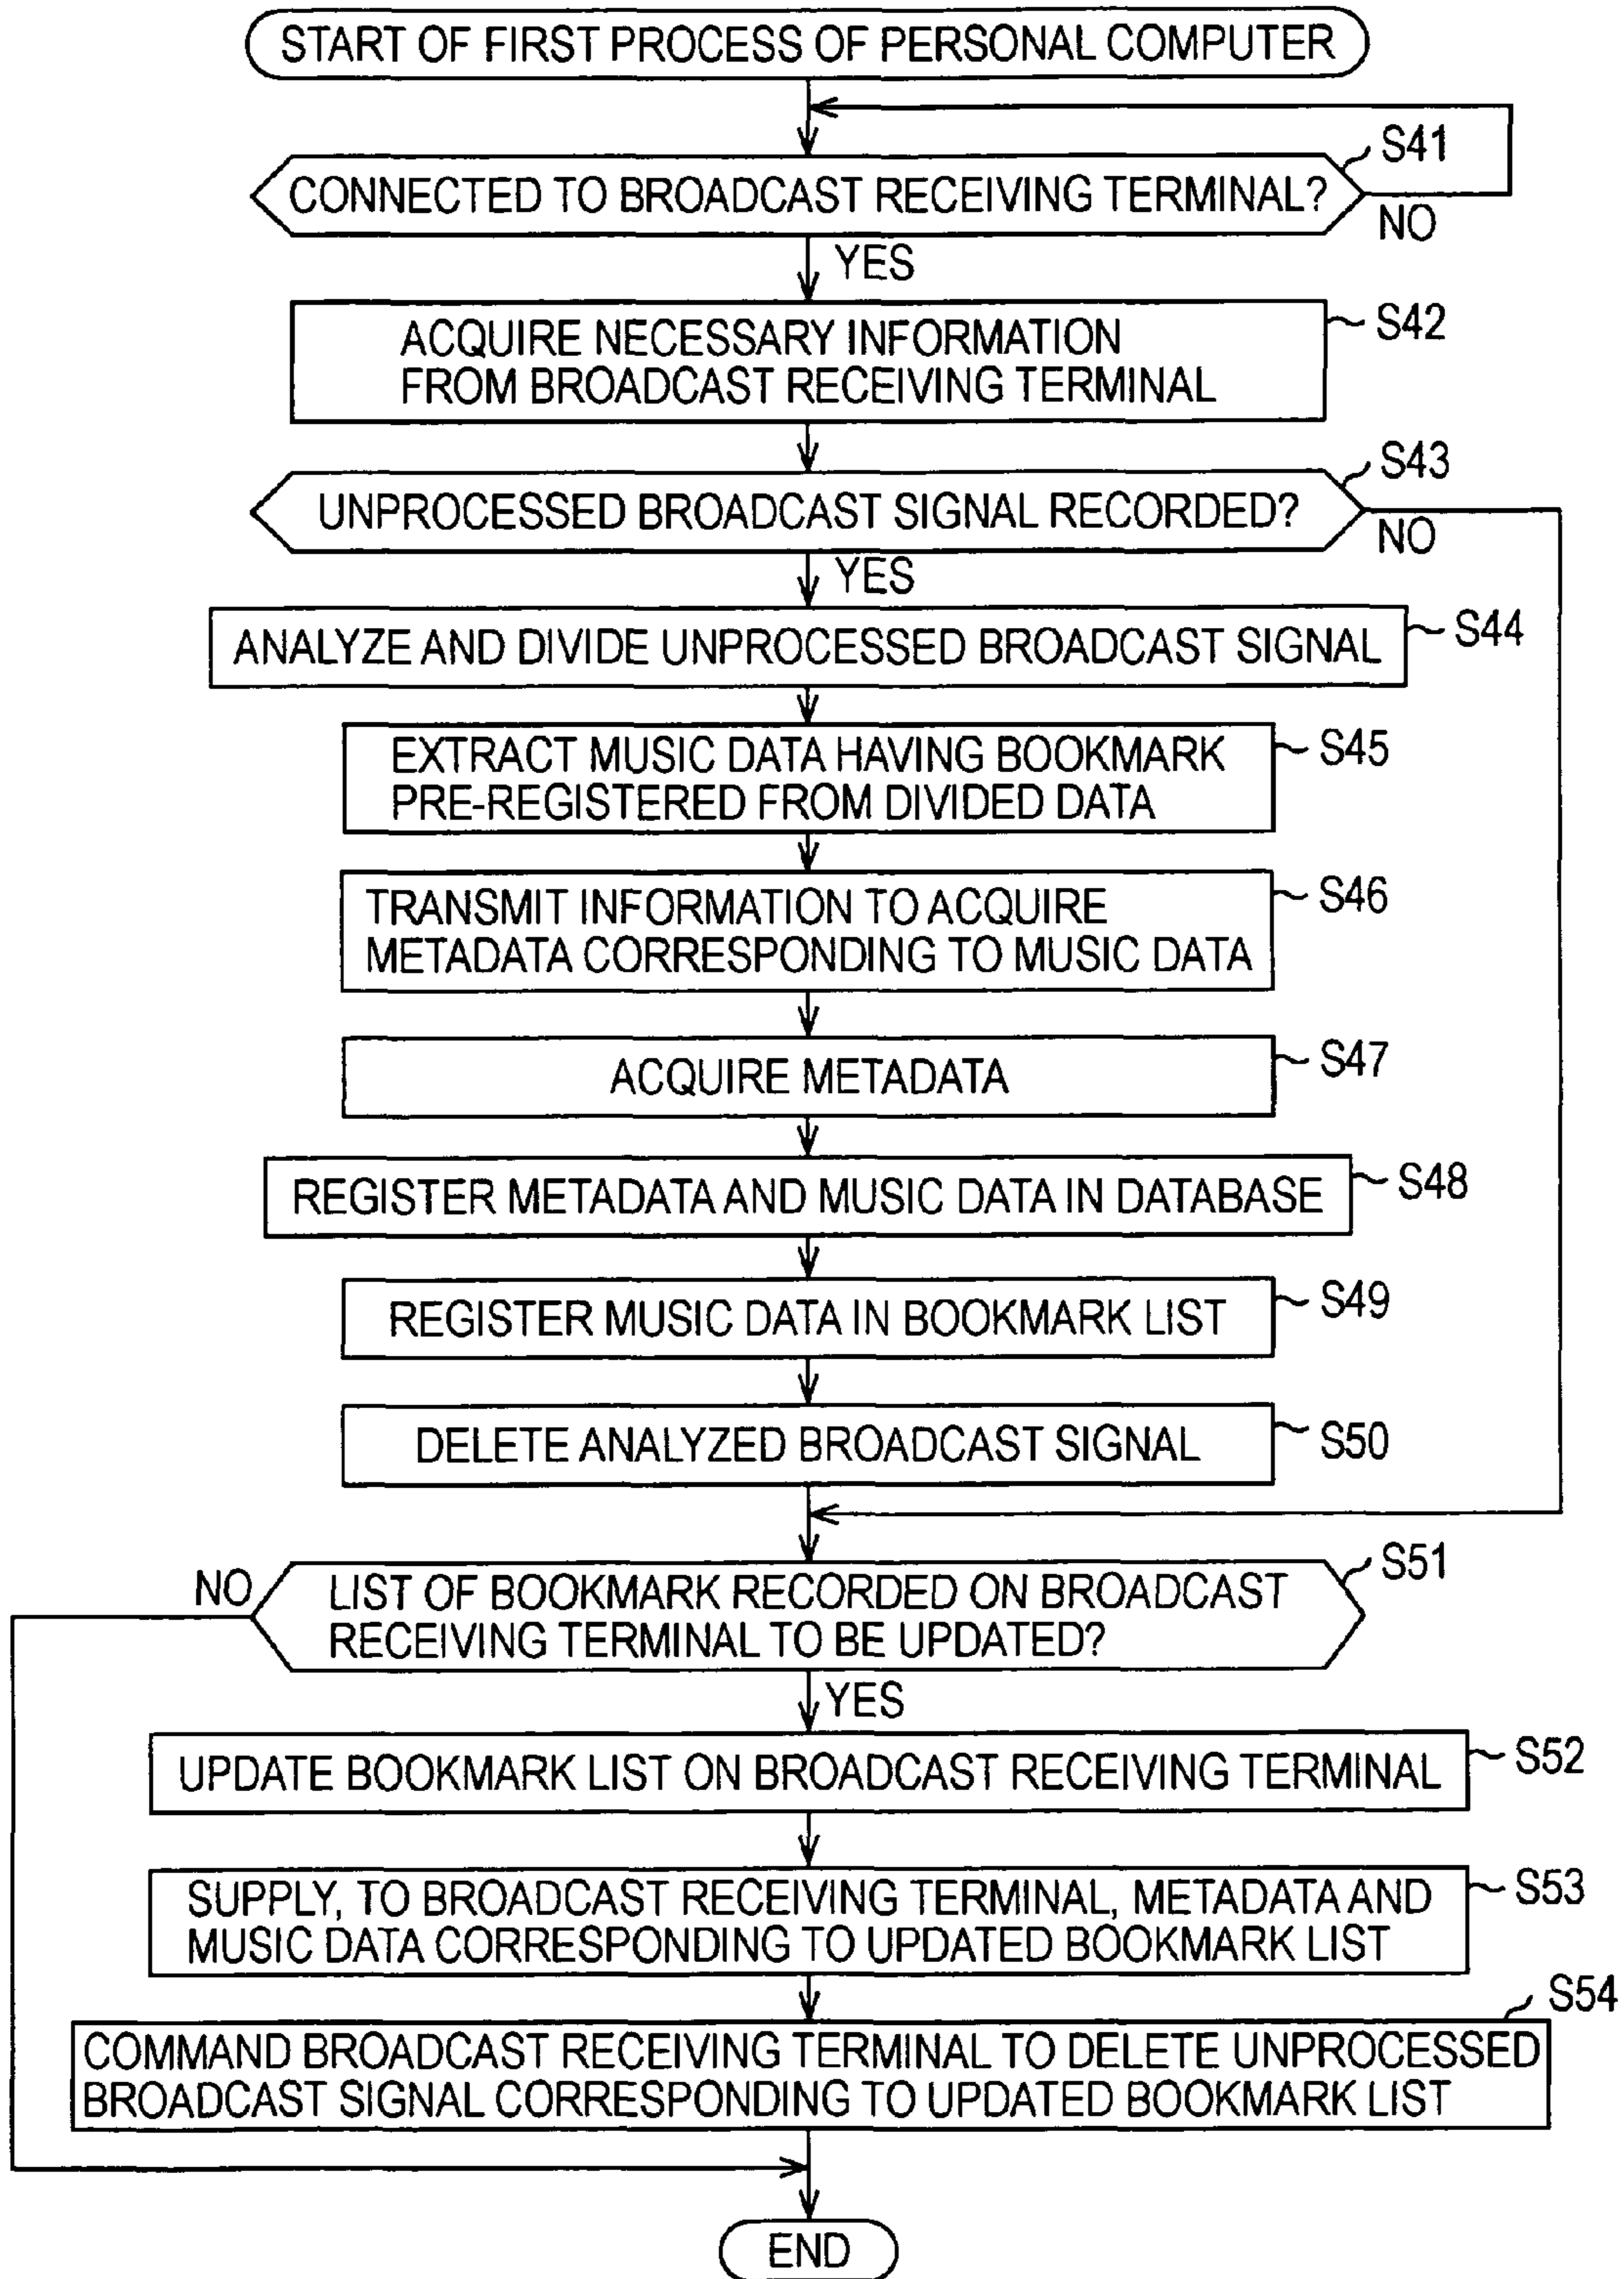 START OF FIRST PROCESS OF PERSONAL COMPUTER
S41
CONNECTED TO BROADCAST RECEIVING TERMINAL?
NO
YES
S42
ACQUIRE NECESSARY INFORMATION
FROM BROADCAST RECEIVING TERMINAL
S43
UNPROCESSED BROADCAST SIGNAL RECORDED?
NO
YES
S44
ANALYZE AND DIVIDE UNPROCESSED BROADCAST SIGNAL
EXTRACT MUSIC DATA HAVING BOOKMARK
S45
PRE-REGISTERED FROM DIVIDED DATA
S46
TRANSMIT INFORMATION TO ACQUIRE
METADATA CORRESPONDING TO MUSIC DATA
S47
ACQUIRE METADATA
S48
REGISTER METADATA AND MUSIC DATA IN DATABASE
S49
REGISTER MUSIC DATA IN BOOKMARK LIST
S50
DELETE ANALYZED BROADCAST SIGNAL
S51
NO
LIST OF BOOKMARK RECORDED ON BROADCAST
RECEIVING TERMINAL TO BE UPDATED?
YES
S52
UPDATE BOOKMARK LIST ON BROADCAST RECEIVING TERMINAL
S53
SUPPLY, TO BROADCAST RECEIVING TERMINAL, METADATA AND
MUSIC DATA CORRESPONDING TO UPDATED BOOKMARK LIST
S54
COMMAND BROADCAST RECEIVING TERMINAL TO DELETE UNPROCESSED
BROADCAST SIGNAL CORRESPONDING TO UPDATED BOOKMARK LIST
END